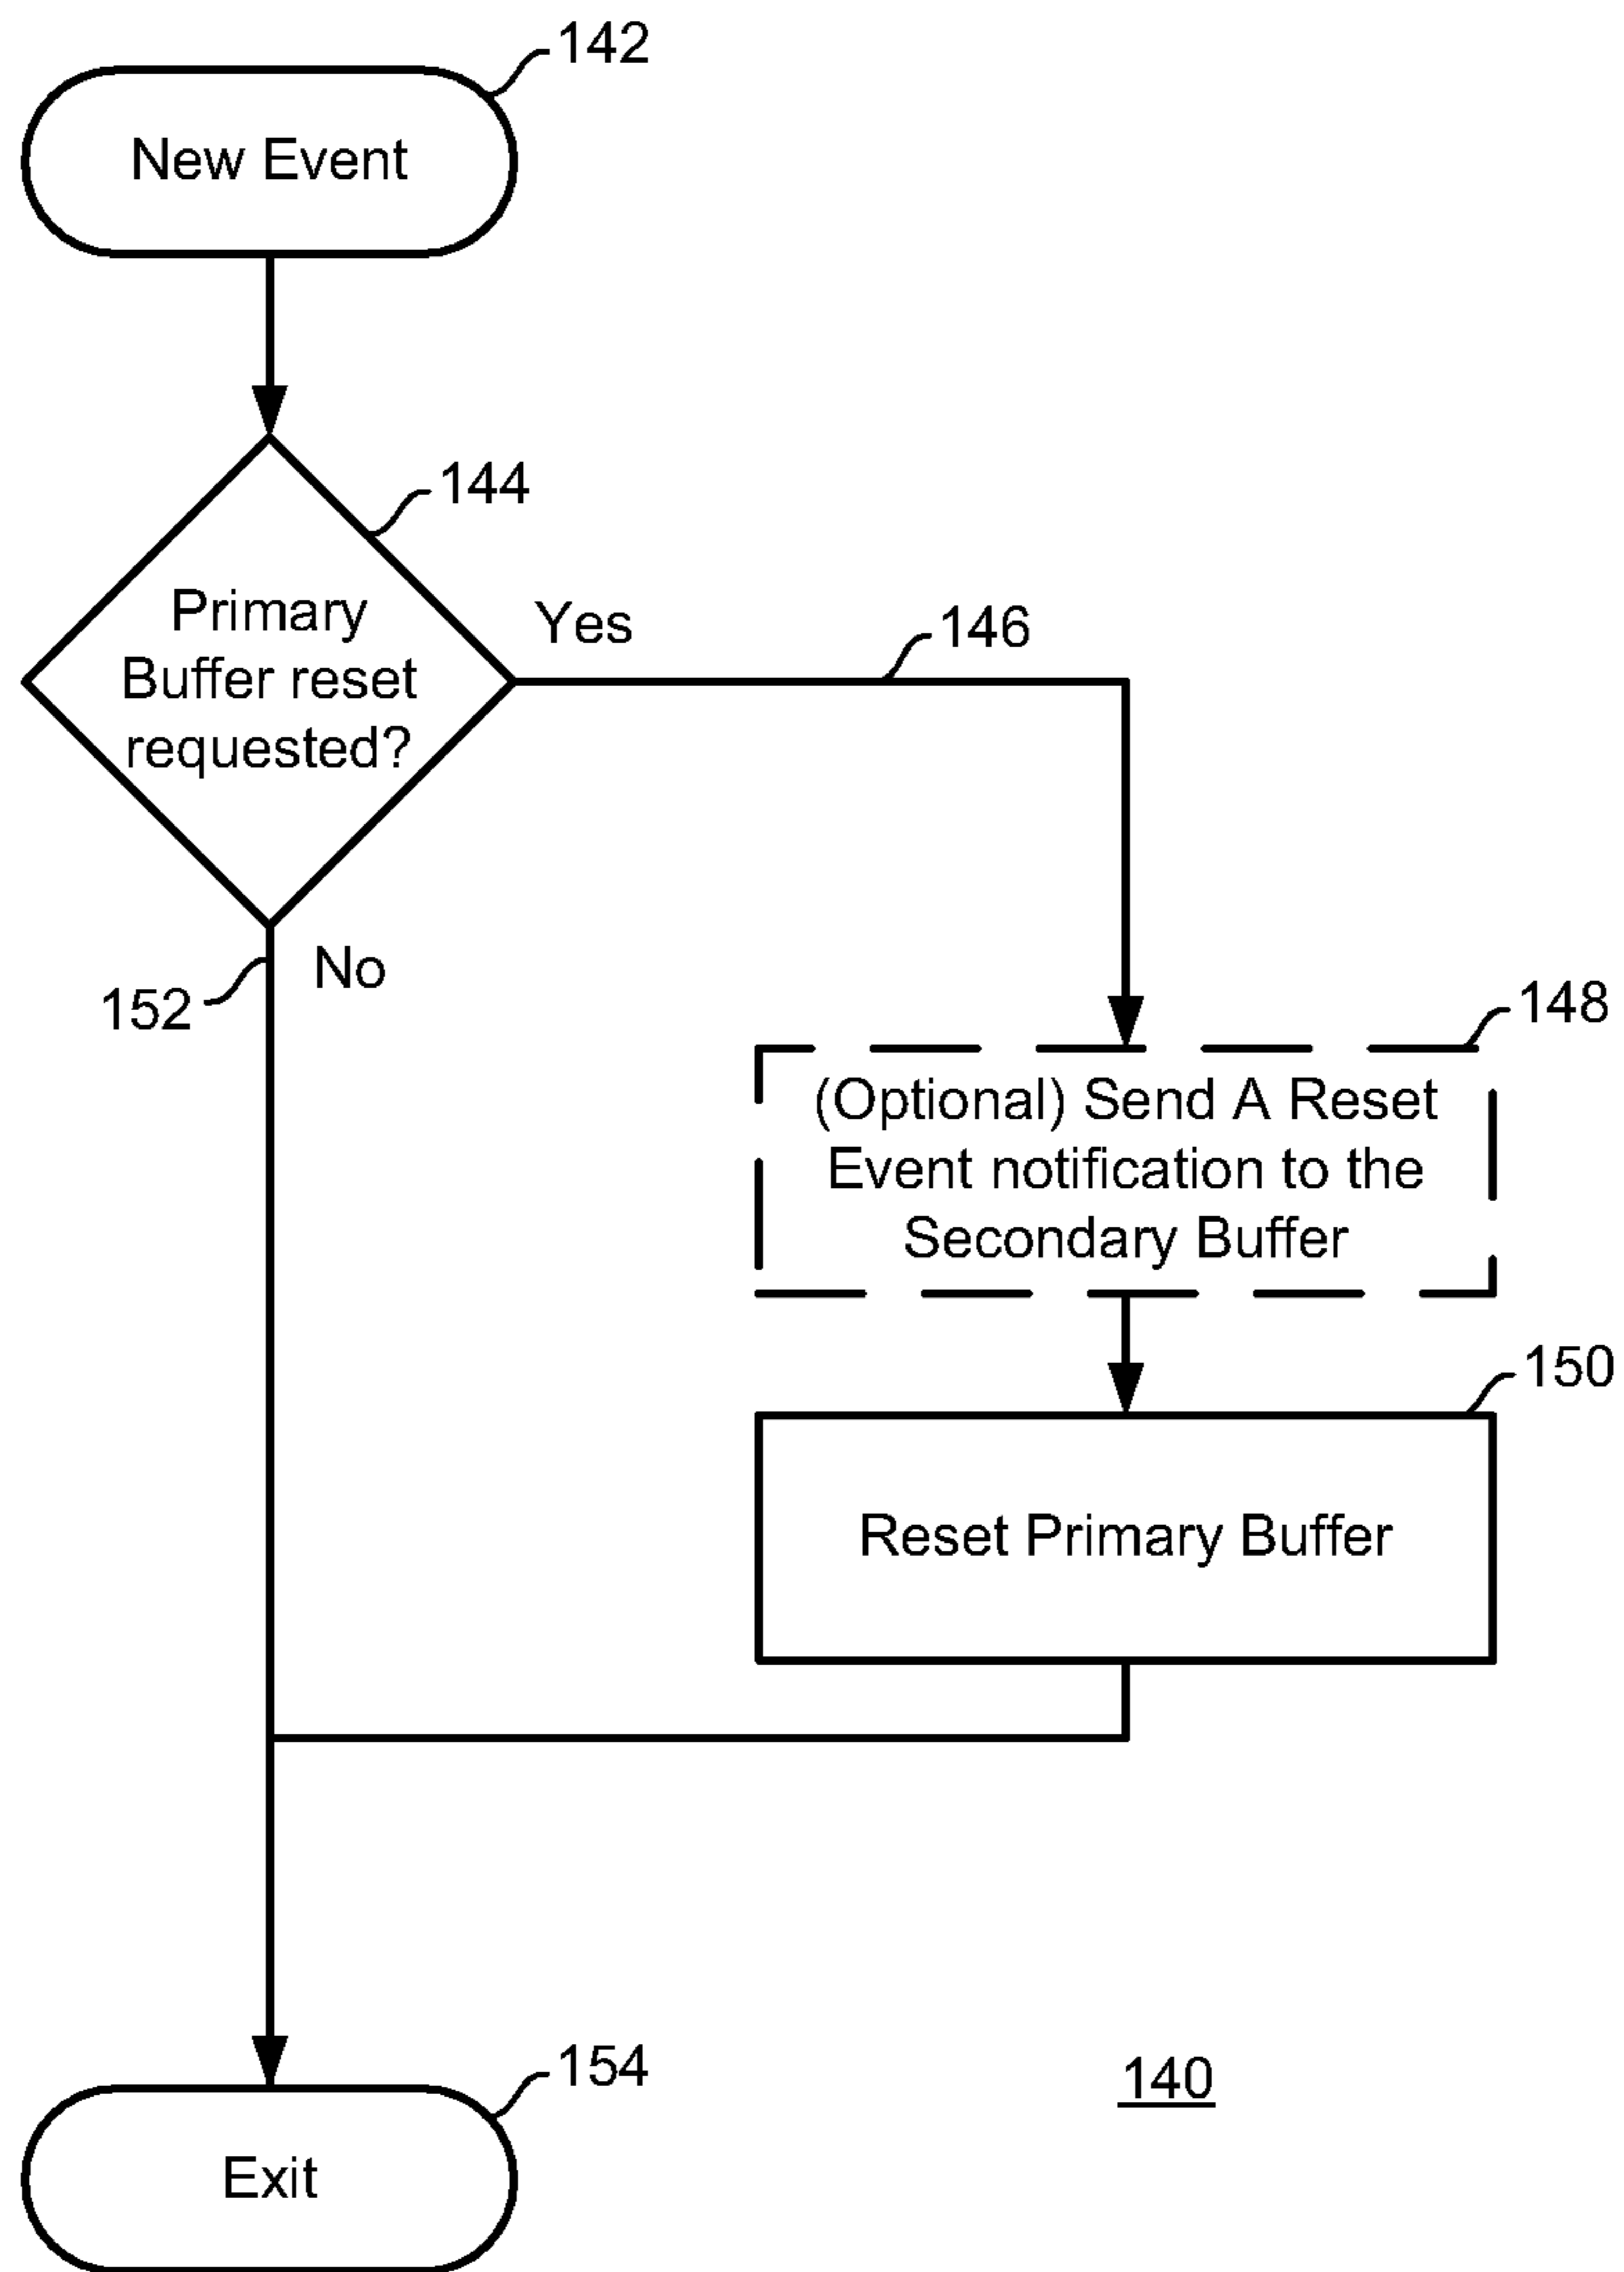 142
New Event
144
Primary
Buffer reset
requested?
Yes
146
No
152
148
(Optional) Send A Reset
Event notification to the
Secondary Buffer
150
Reset Primary Buffer
154
140
Exit